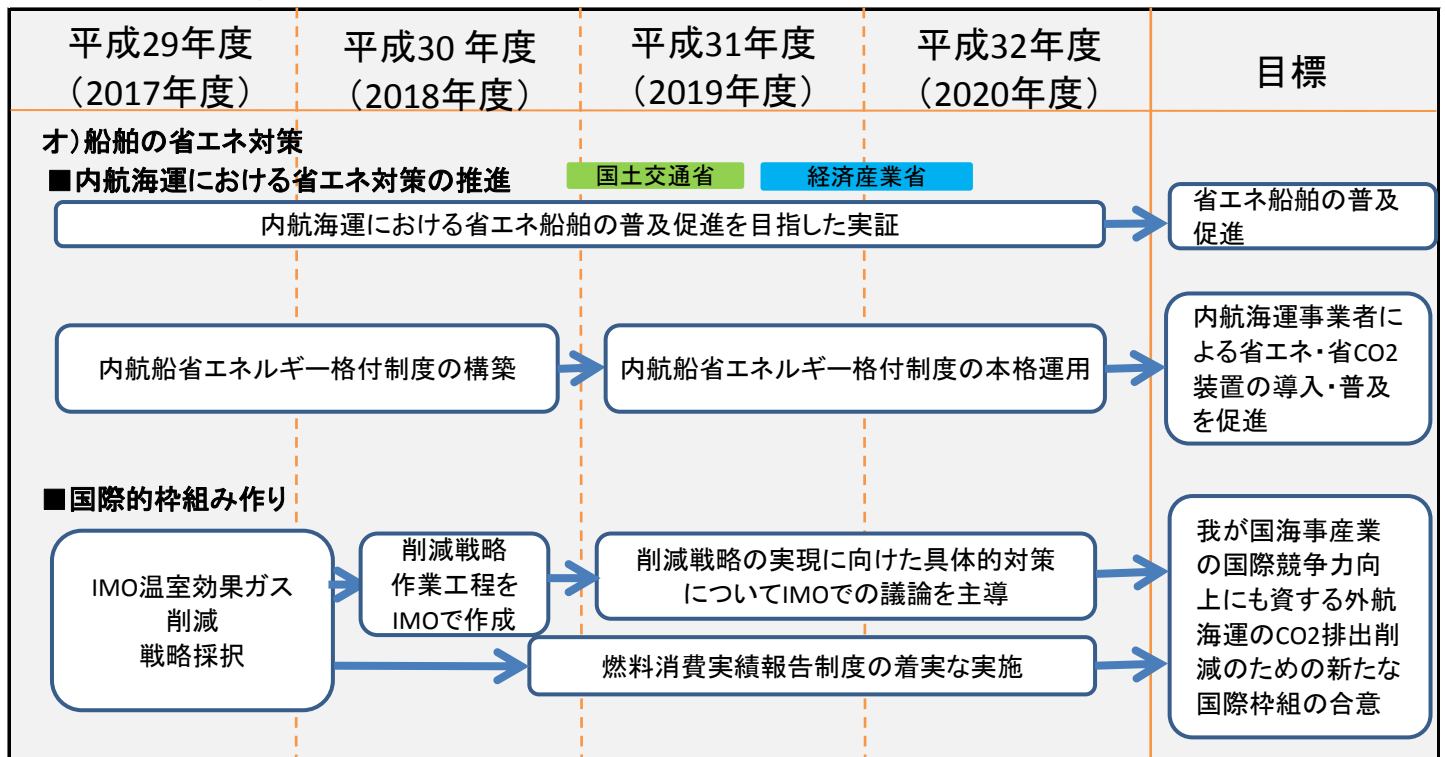 平成29年度
（2017年度）
平成30 年度
（2018年度）
平成31年度
（2019年度）
平成32年度
（2020年度）
目標
オ）船舶の省エネ対策
■内航海運における省エネ対策の推進
国土交通省
経済産業省
内航海運における省エネ船舶の普及促進を目指した実証
省エネ船舶の普及
促進
内航船省エネルギー格付制度の構築
内航船省エネルギー格付制度の本格運用
内航海運事業者に
よる省エネ・省CO2
装置の導入・普及
を促進
■国際的枠組み作り
IMO温室効果ガス
削減
戦略採択
削減戦略
作業工程を
IMOで作成
削減戦略の実現に向けた具体的対策
についてIMOでの議論を主導
燃料消費実績報告制度の着実な実施
我が国海事産業
の国際競争力向
上にも資する外航
海運のCO2排出削
減のための新たな
国際枠組の合意